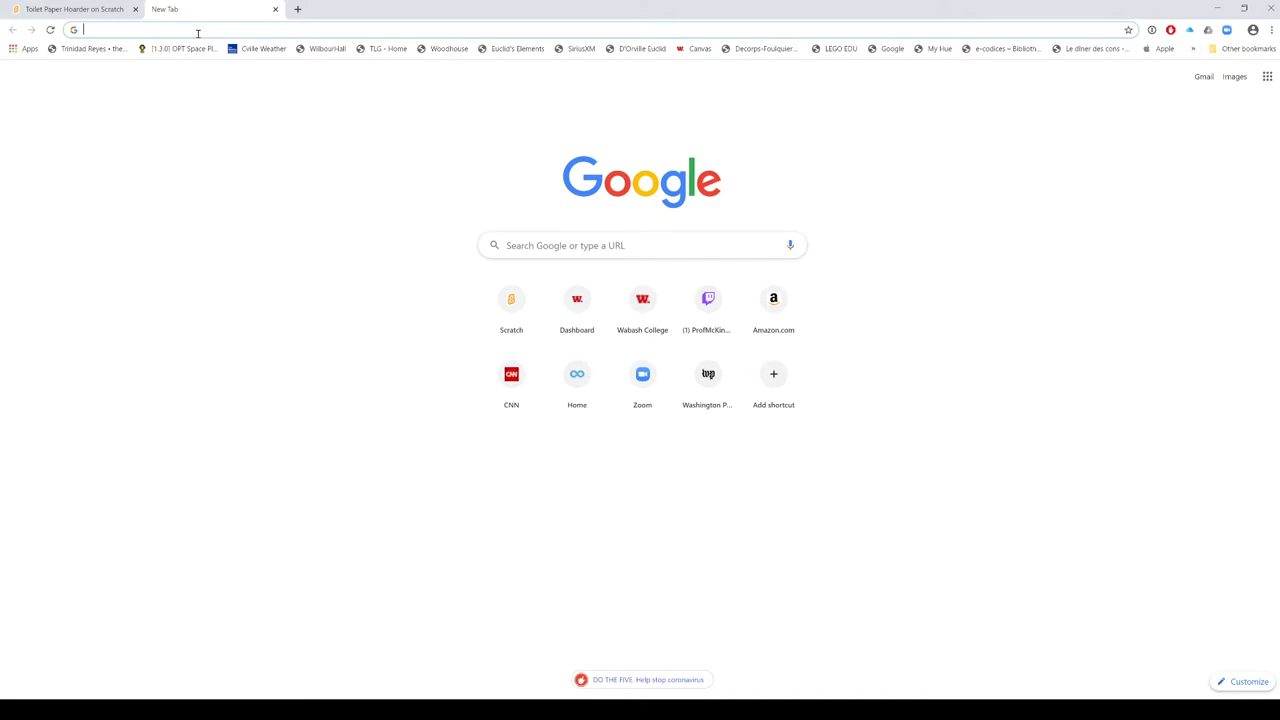 Toilet Paper Hoarder on Scratch
New Tab
Apps
Trinidad Reyes • the...
[1.3.0] OPT Space Pl...
Cville Weather
WilbourHall
TLG - Home
Woodhouse
Euclid's Elements
SiriusXM
D'Orville Euclid
w. Canvas
Decorps-Foulquier...
LEGO EDU
Google
My Hue
e-codices – Biblioth...
Le dîner des cons -...
Apple
»
Other bookmarks
Gmail
Images
Google
Search Google or type a URL
w.
W.
a
Scratch
Dashboard
Wabash College
(1) ProfMcKin...
Amazon.com
CNN
wp
CNN
Home
Zoom
Washington P...
Add shortcut
DO THE FIVE. Help stop coronavirus
Customize